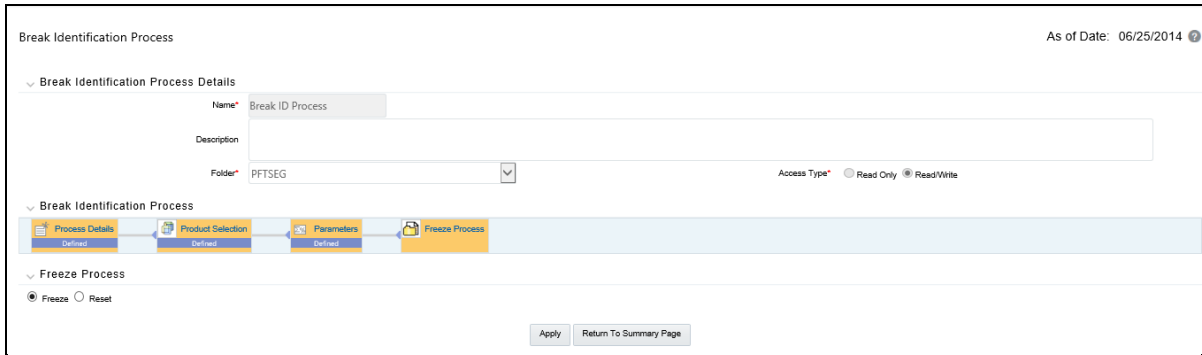 Break Identification Process
As of Date: 06/25/2014 ?
Break Identification Process Details
Name* Break ID Process
Description
Folder* PFTSEG
Access Type* Read Only Read/Write
Break Identification Process
Process Details Product Selection Parameters Freeze Process
Defined Defined Defined
Freeze Process
Freeze Reset
Apply Return To Summary Page